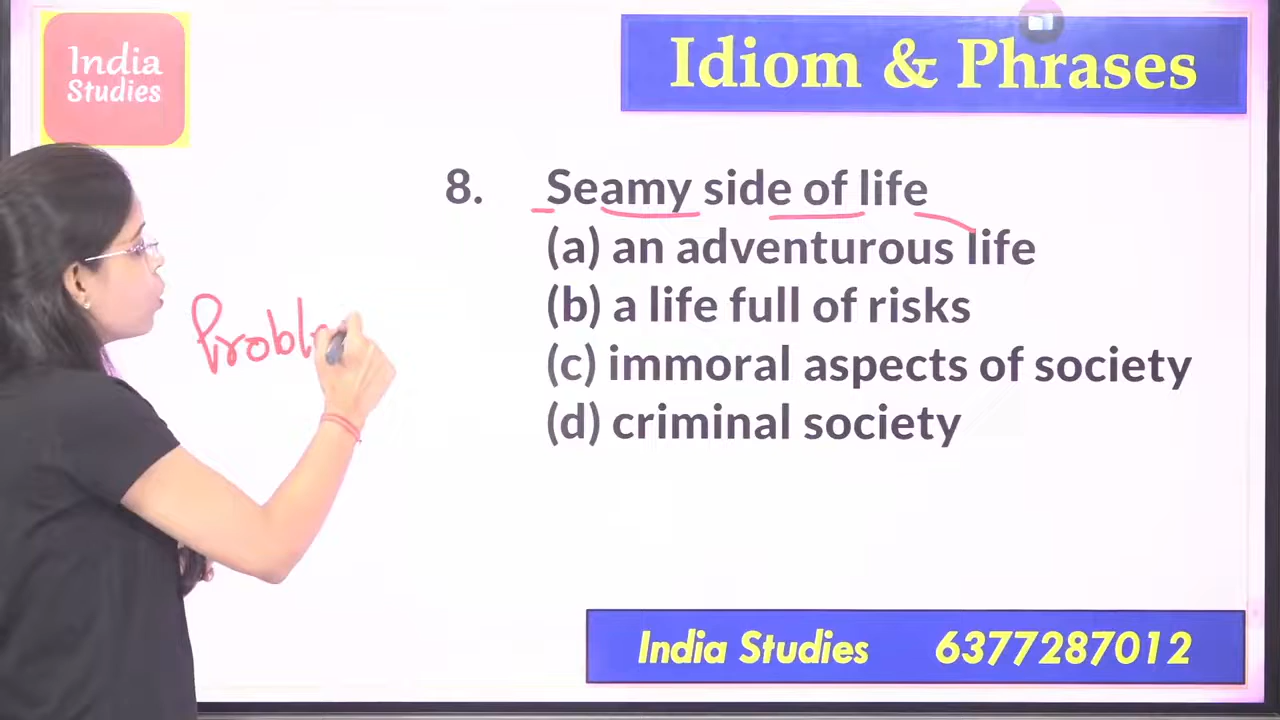 India
Studies
Idiom & Phrases
8. Seamy side of life
(a) an adventurous life
(b) a life full of risks
(c) immoral aspects of society
(d) criminal society
Probl
India Studies 6377287012